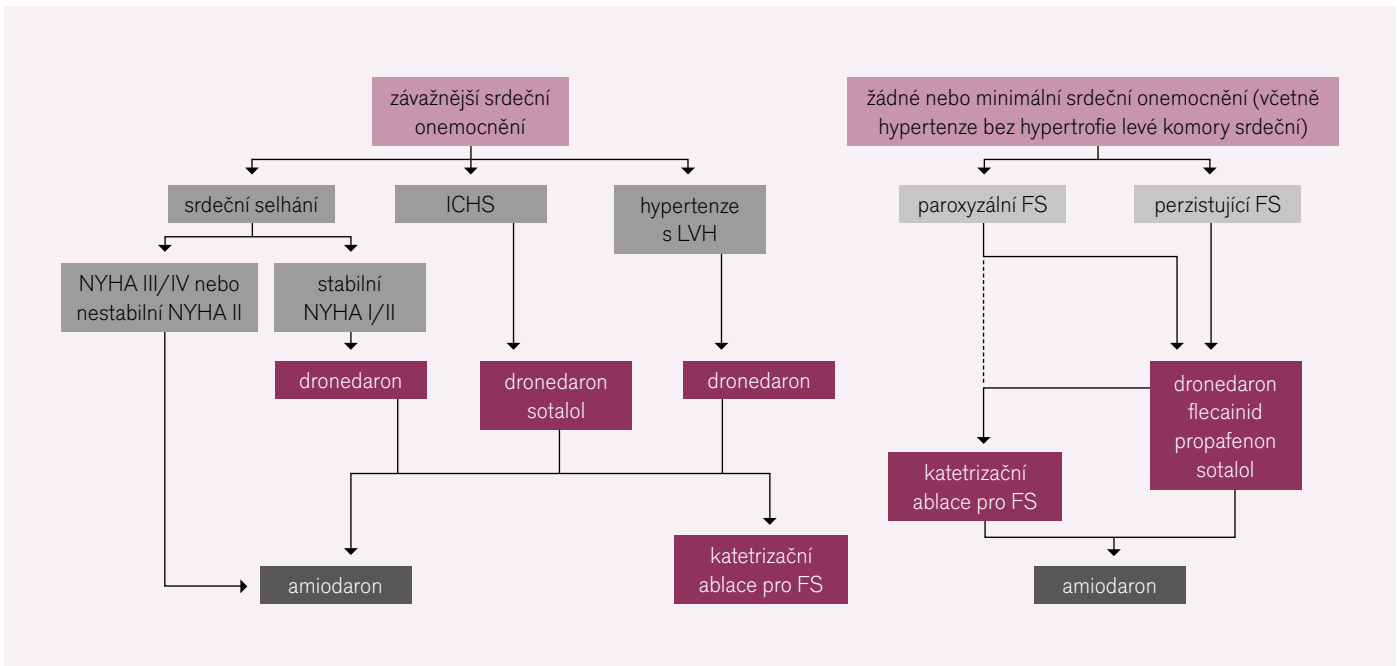 závažnější srdeční
onemocnění
žádné nebo minimální srdeční onemocnění (včetně
hypertenze bez hypertrofie levé komory srdeční)
srdeční selhání
ICHS
hypertenze
s LVH
paroxyzální FS
perzistující FS
NYHA III/IV nebo
nestabilní NYHA II
stabilní
NYHA I/II
dronedaron
dronedaron
sotalol
dronedaron
dronedaron
flecainid
propafenon
sotalol
katetrizační
ablace pro FS
katetrizační
ablace pro FS
amiodaron
amiodaron